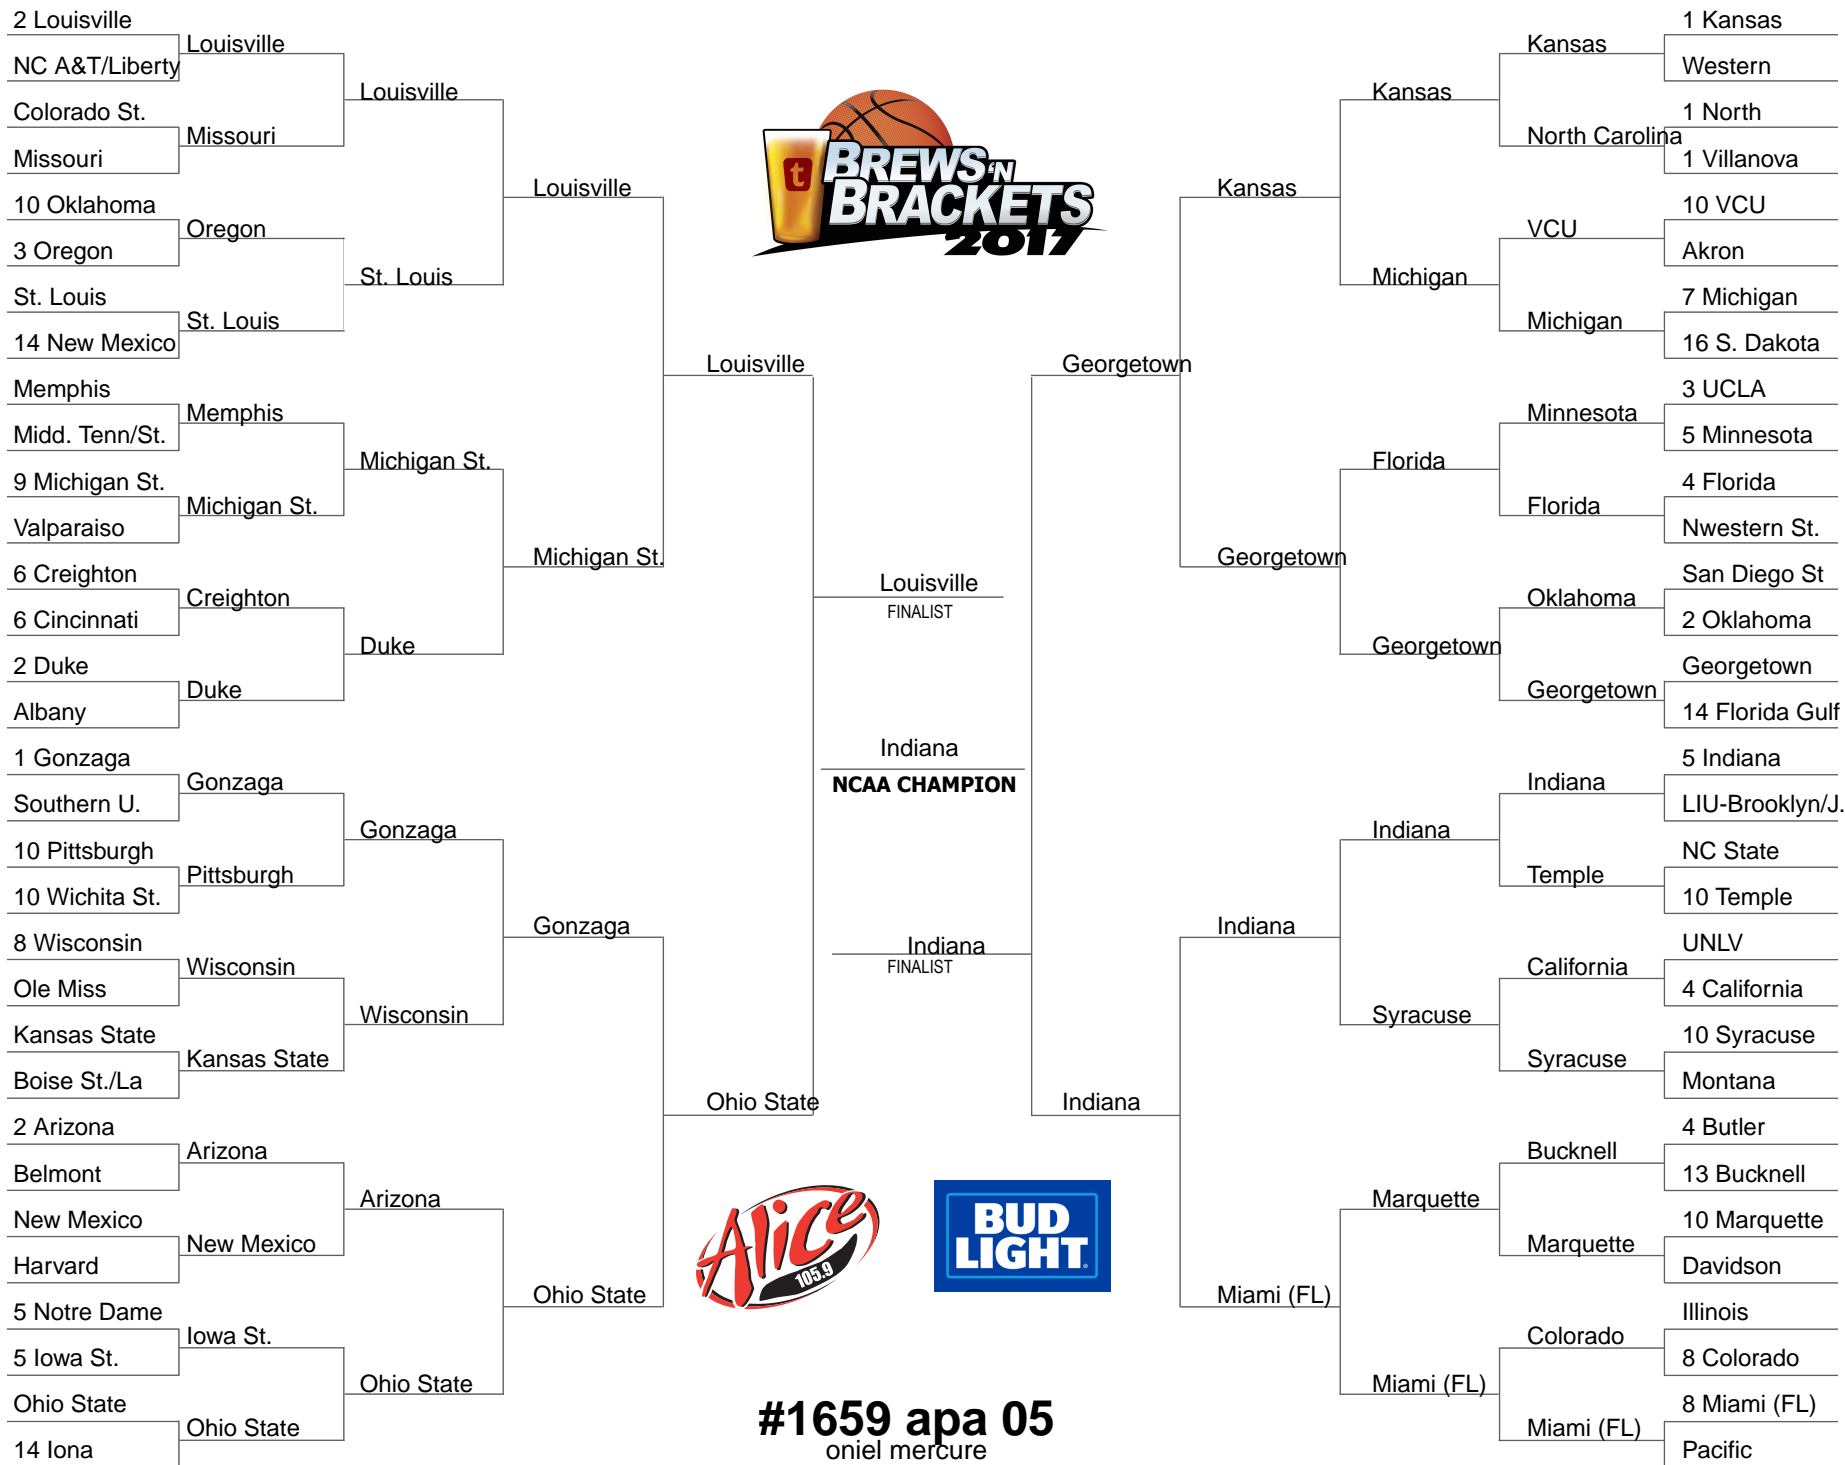 2 Louisville
NC A&T/Liberty
Colorado St.
Missouri
10 Oklahoma
3 Oregon
St. Louis
14 New Mexico
Memphis
Midd. Tenn/St.
9 Michigan St.
Valparaiso
6 Creighton
6 Cincinnati
2 Duke
Albany
1 Gonzaga
Southern U.
10 Pittsburgh
10 Wichita St.
8 Wisconsin
Ole Miss
Kansas State
Boise St./La
2 Arizona
Belmont
New Mexico
Harvard
5 Notre Dame
5 Iowa St.
Ohio State
14 Iona
Louisville
Missouri
Oregon
St. Louis
Memphis
Michigan St.
Creighton
Duke
Gonzaga
Pittsburgh
Wisconsin
Kansas State
Arizona
New Mexico
Iowa St.
Ohio State
Louisville
St. Louis
Michigan St.
Duke
Gonzaga
Wisconsin
Arizona
Ohio State
Louisville
Michigan St.
Gonzaga
Ohio State
Louisville
Ohio State
t
BREWS 'N
BRACKETS
2017
Louisville
FINALIST
Indiana
NCAA CHAMPION
Indiana
FINALIST
Alice
105.9
BUD
LIGHT
#1659 apa 05
oniel mercure
Georgetown
Indiana
Kansas
Georgetown
Indiana
Miami (FL)
Kansas
Michigan
Florida
Georgetown
Indiana
Syracuse
Marquette
Miami (FL)
Kansas
North Carolina
VCU
Michigan
Minnesota
Florida
Oklahoma
Georgetown
Indiana
Temple
California
Syracuse
Bucknell
Marquette
Colorado
Miami (FL)
1 Kansas
Western
1 North
1 Villanova
10 VCU
Akron
7 Michigan
16 S. Dakota
3 UCLA
5 Minnesota
4 Florida
Nwestern St.
San Diego St
2 Oklahoma
Georgetown
14 Florida Gulf
5 Indiana
LIU-Brooklyn/J.
NC State
10 Temple
UNLV
4 California
10 Syracuse
Montana
4 Butler
13 Bucknell
10 Marquette
Davidson
Illinois
8 Colorado
8 Miami (FL)
Pacific